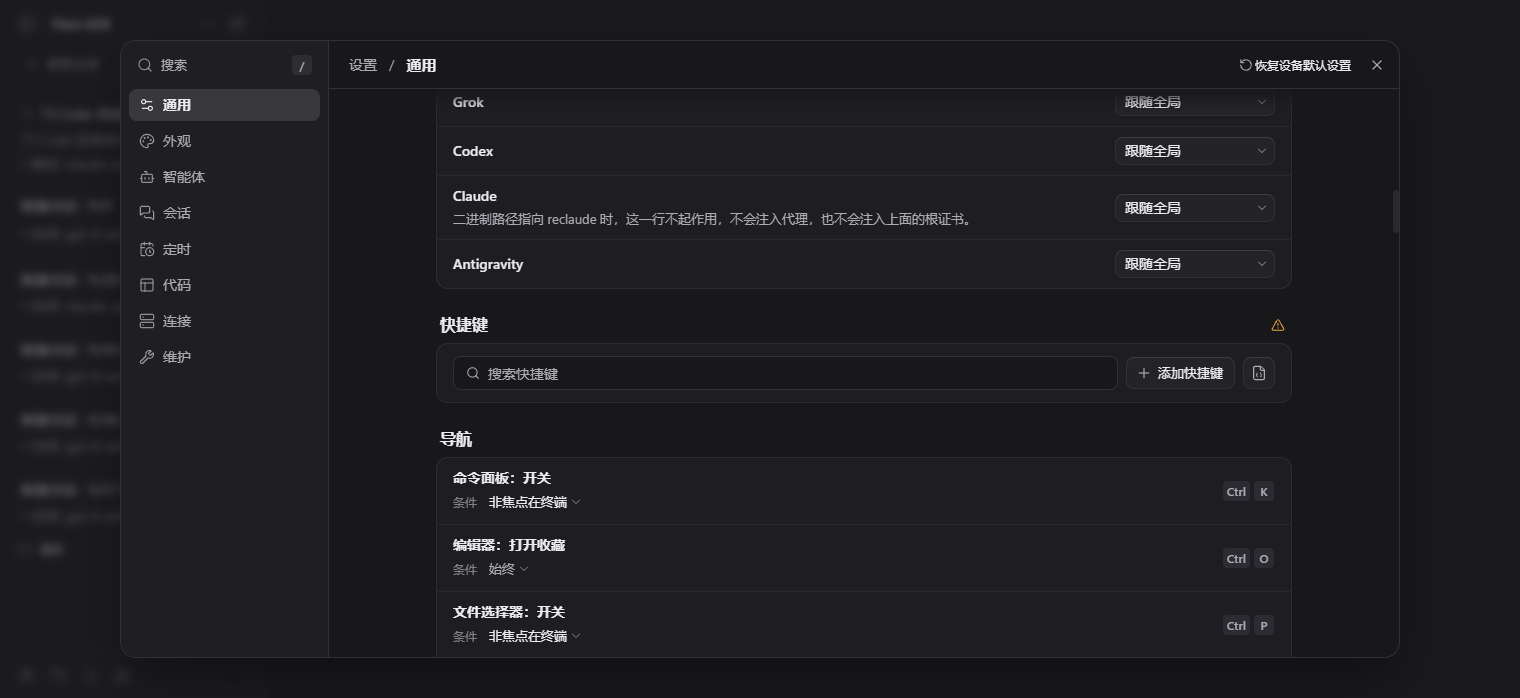 搜索 /
通用
外观
智能体
会话
定时
代码
连接
维护
设置 / 通用
恢复设备默认设置
Grok 跟随全局
Codex 跟随全局
Claude
二进制路径指向 reclaude 时，这一行不起作用，不会注入代理，也不会注入上面的根证书。
跟随全局
Antigravity 跟随全局
快捷键
搜索快捷键
添加快捷键
导航
命令面板：开关
条件 非焦点在终端
Ctrl K
编辑器：打开收藏
条件 始终
Ctrl O
文件选择器：开关
条件 非焦点在终端
Ctrl P